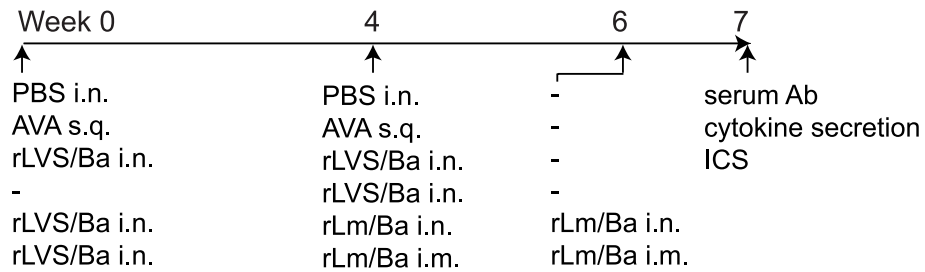 Week 0 4 6 7
PBS i.n. PBS i.n. - serum Ab
AVA s.q. AVA s.q. - cytokine secretion
rLVS/Ba i.n. rLVS/Ba i.n. - ICS
- rLVS/Ba i.n. -
rLVS/Ba i.n. rLm/Ba i.n. rLm/Ba i.n.
rLVS/Ba i.n. rLm/Ba i.m. rLm/Ba i.m.